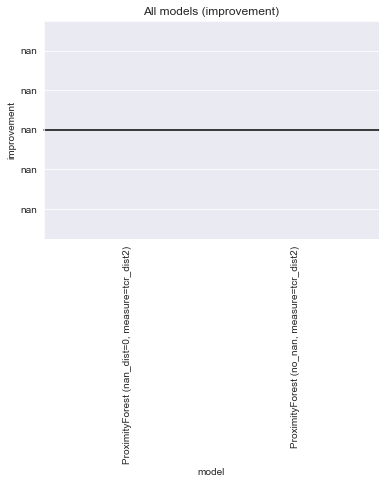 All models (improvement)
nan
nan
nan
nan
nan
improvement
ProximityForest (nan_dist=0, measure=tcr_dist2)
ProximityForest (no_nan, measure=tcr_dist2)
model